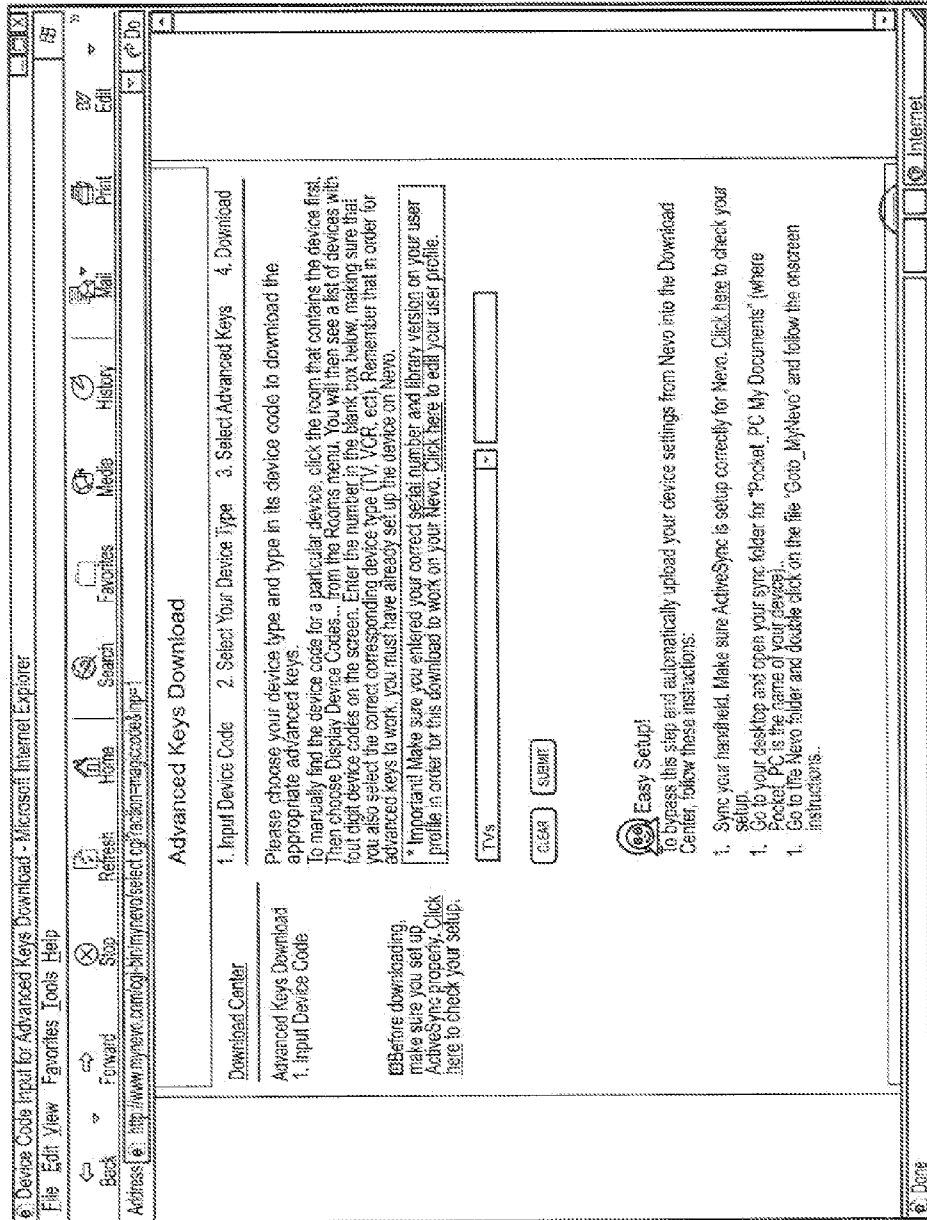 Device Code Input for Advanced Keys Download - Microsoft Internet Explorer
File Edit View Favorites Tools Help
Back Forward Stop Refresh Home Search Favorites Media History Mail Print Edit »
Address http://www.mynevo.com/cgi-bin/mynevo/select.cgi?action=magiccode&inp=1 Do
Advanced Keys Download
Download Center
Advanced Keys Download
1. Input Device Code
Before downloading,
make sure you set up
ActiveSync properly. Click
here to check your setup.
1. Input Device Code 2. Select Your Device Type 3. Select Advanced Keys 4. Download
Please choose your device type and type in its device code to download the
appropriate advanced keys.
To manually find the device code for a particular device, click the room that contains the device first.
Then choose Display Device Codes... from the Rooms menu. You will then see a list of devices with
four digit device codes on the screen. Enter the number in the blank box below, making sure that
you also select the correct corresponding device type (TV, VCR, ect). Remember that in order for
advanced keys to work, you must have already set up the device on Nevo.
* Important! Make sure you entered your correct serial number and library version on your user
profile in order for this download to work on your Nevo. Click here to edit your user profile.
TVs
CLEAR SUBMIT
Easy Setup!
to bypass this step and automatically upload your device settings from Nevo into the Download
Center, follow these instructions:
1. Sync your handheld. Make sure ActiveSync is setup correctly for Nevo. Click here to check your
setup.
1. Go to your desktop and open your sync folder for "Pocket_PC My Documents" (where
Pocket_PC is the name of your device).
1. Go to the Nevo folder and double click on the file "Goto_MyNevo" and follow the onscreen
instructions..
Done Internet